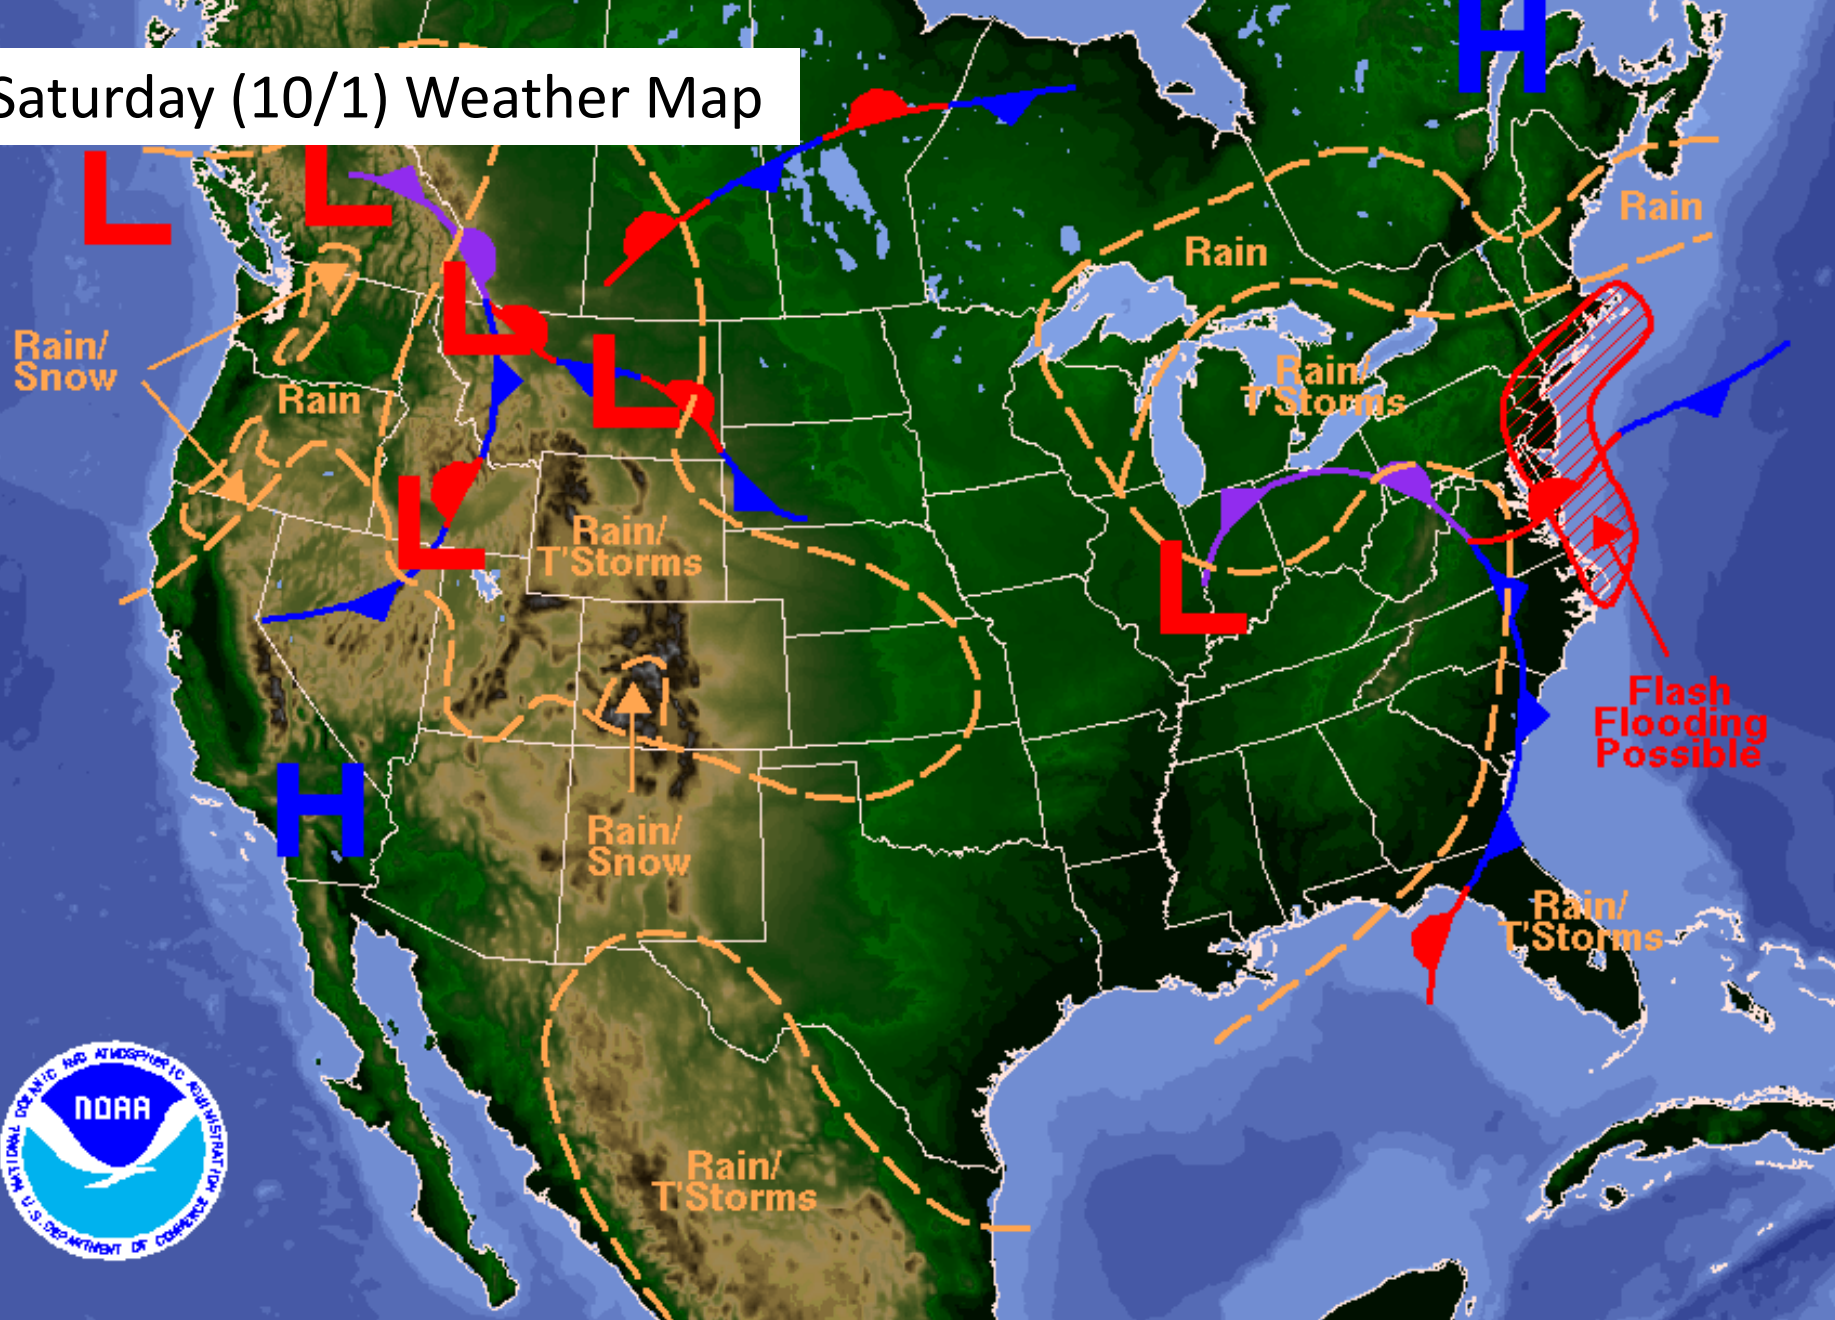 H
Saturday (10/1) Weather Map
L
L
Rain
Rain
L
Rain/
Snow
L
Rain/
T'Storms
Rain
L
Rain/
T'Storms
L
Flash
Flooding
Possible
H
Rain/
Snow
Rain/
T'Storms
NATIONAL OCEANIC AND ATMOSPHERIC ADMINISTRATION
NOAA
U.S. DEPARTMENT OF COMMERCE
Rain/
T'Storms